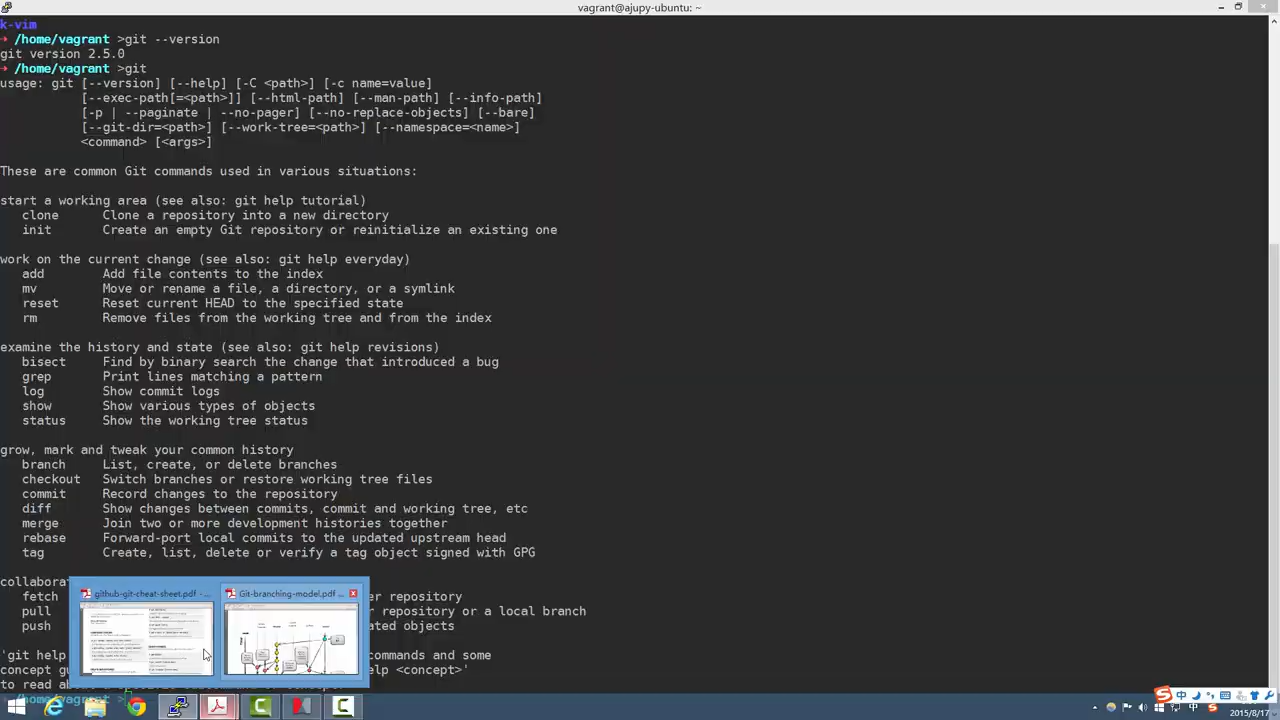 vagrant@ajupy-ubuntu: ~
k-vim
➜ /home/vagrant >git --version
git version 2.5.0
➜ /home/vagrant >git
usage: git [--version] [--help] [-C <path>] [-c name=value]
[--exec-path[=<path>]] [--html-path] [--man-path] [--info-path]
[-p | --paginate | --no-pager] [--no-replace-objects] [--bare]
[--git-dir=<path>] [--work-tree=<path>] [--namespace=<name>]
<command> [<args>]
These are common Git commands used in various situations:
start a working area (see also: git help tutorial)
clone Clone a repository into a new directory
init Create an empty Git repository or reinitialize an existing one
work on the current change (see also: git help everyday)
add Add file contents to the index
mv Move or rename a file, a directory, or a symlink
reset Reset current HEAD to the specified state
rm Remove files from the working tree and from the index
examine the history and state (see also: git help revisions)
bisect Find by binary search the change that introduced a bug
grep Print lines matching a pattern
log Show commit logs
show Show various types of objects
status Show the working tree status
grow, mark and tweak your common history
branch List, create, or delete branches
checkout Switch branches or restore working tree files
commit Record changes to the repository
diff Show changes between commits, commit and working tree, etc
merge Join two or more development histories together
rebase Forward-port local commits to the updated upstream head
tag Create, list, delete or verify a tag object signed with GPG
collabora
github-git-cheat-sheet.pdf - ...
Git-branching-model.pdf ...
fetch er repository
pull repository or a local branch
push ated objects
'git help commands and some
concept gu lp <concept>'
to read abo
/home/vagrant >
中
中
2015/8/17